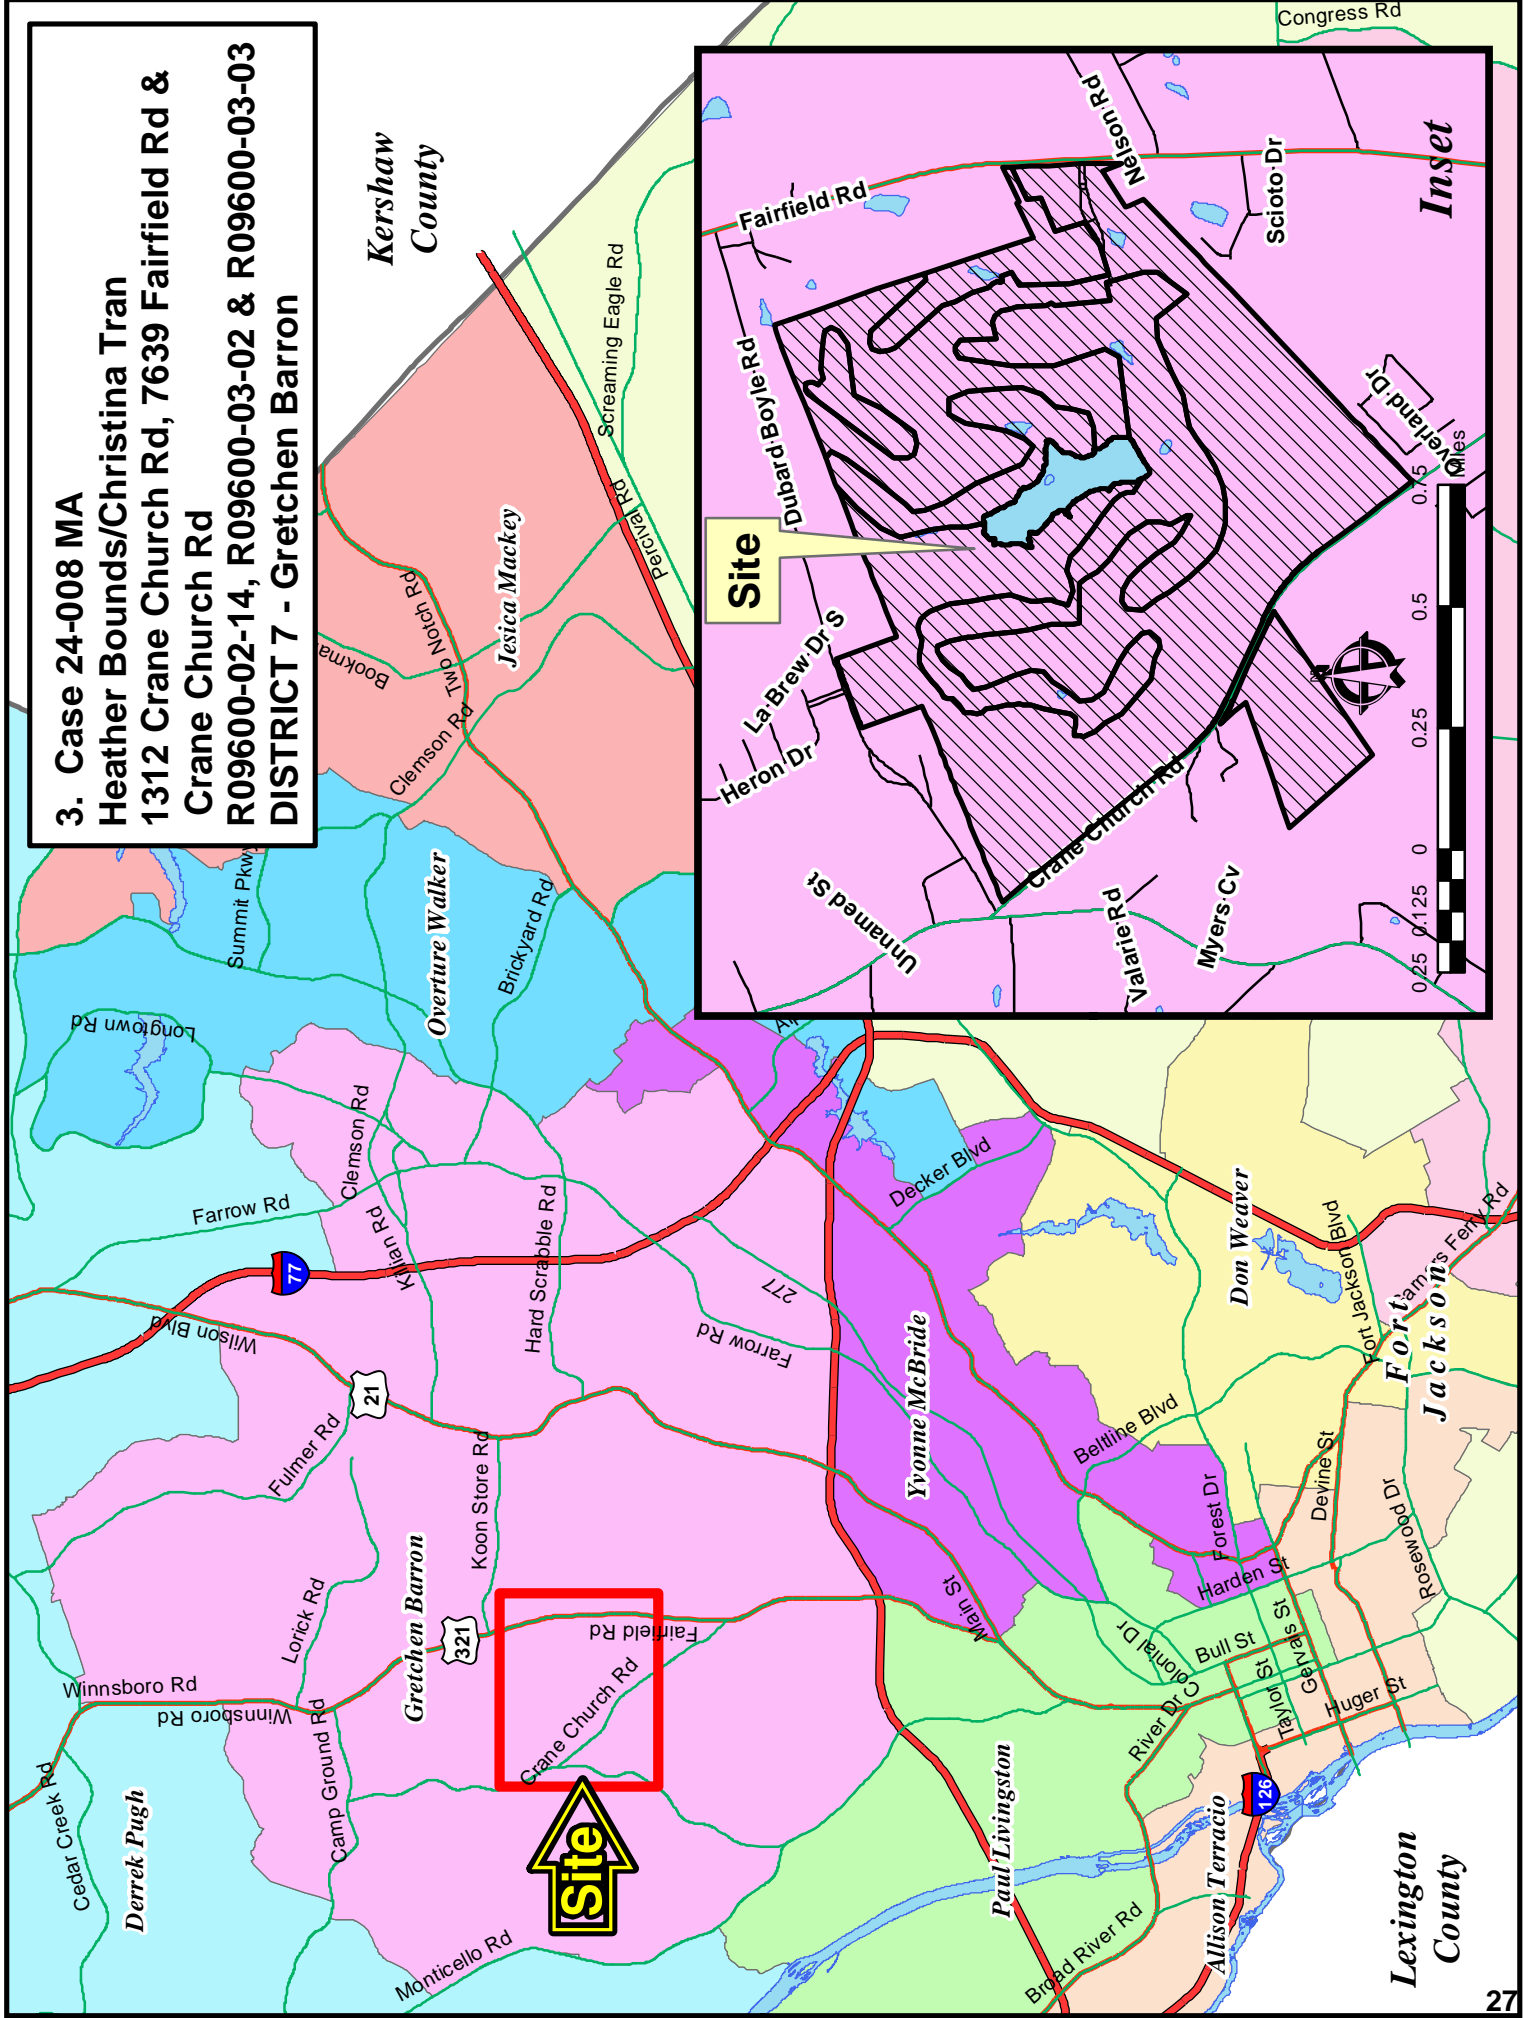 3. Case 24-008 MA
Heather Bounds/Christina Tran
1312 Crane Church Rd, 7639 Fairfield Rd &
Crane Church Rd
R09600-02-14, R09600-03-02 & R09600-03-03
DISTRICT 7 - Gretchen Barron
Kershaw
County
Congress Rd
Screaming Eagle Rd
Percival Rd
Jesica Mackey
Two Notch Rd
Clemson Rd
Summit Pkwy
Overture Walker
Brickyard Rd
Longtown Rd
Clemson Rd
Farrow Rd
Killian Rd
Hard Scrabble Rd
77
Wilson Blvd
277
Farrow Rd
21
Fulmer Rd
Koon Store Rd
Lorick Rd
Gretchen Barron
321
Fairfield Rd
Winnsboro Rd
Winnsboro Rd
Camp Ground Rd
Crane Church Rd
Cedar Creek Rd
Derrek Pugh
Site
Monticello Rd
Decker Blvd
Yvonne McBride
Don Weaver
Fort Jackson Blvd
Fort
Jackson
Beltline Blvd
Forest Dr
Devine St
Rosewood Dr
Harden St
Main St
Colonial Dr
Bull St
Gervais St
Taylor St
Huger St
River Dr
Paul Livingston
126
Allison Terracio
Broad River Rd
Lexington
County
Inset
Site
Fairfield Rd
Nelson Rd
Scioto Dr
Dubard Boyle Rd
Overland Dr
La Brew Dr S
Heron Dr
Crane Church Rd
Unnamed St
Valarie Rd
Myers Cv
0.25 0.125 0 0.25 0.5 0.75
Miles
27